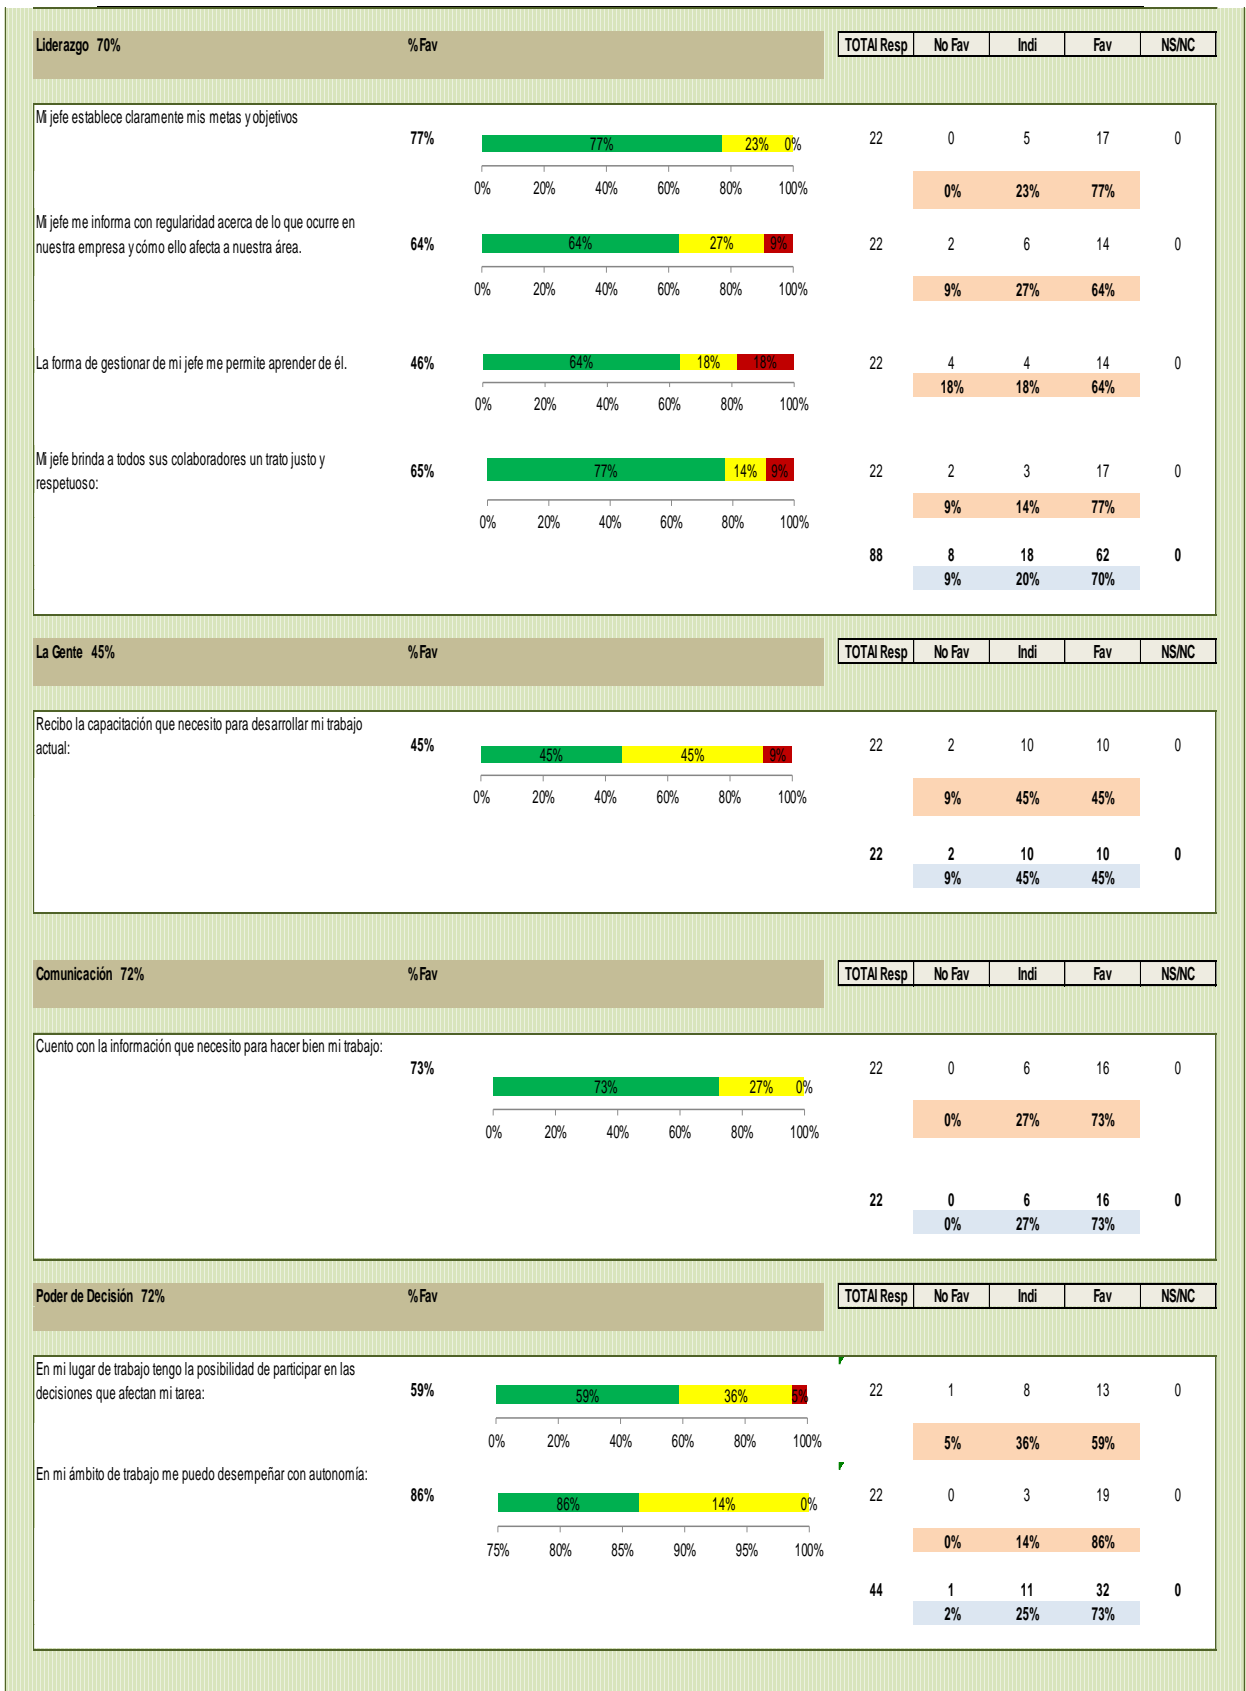 Liderazgo 70% %Fav TOTAl Resp No Fav Indi Fav NS/NC
Mi jefe establece claramente mis metas y objetivos
77% 77% 23% 0% 22 0 5 17 0
0% 20% 40% 60% 80% 100% 0% 23% 77%
Mi jefe me informa con regularidad acerca de lo que ocurre en
nuestra empresa y cómo ello afecta a nuestra área. 64% 64% 27% 9% 22 2 6 14 0
0% 20% 40% 60% 80% 100% 9% 27% 64%
La forma de gestionar de mi jefe me permite aprender de él. 46% 64% 18% 18% 22 4 4 14 0
18% 18% 64%
0% 20% 40% 60% 80% 100%
Mi jefe brinda a todos sus colaboradores un trato justo y
respetuoso: 65% 77% 14% 9% 22 2 3 17 0
9% 14% 77%
0% 20% 40% 60% 80% 100%
88 8 18 62 0
9% 20% 70%
La Gente 45% %Fav TOTAl Resp No Fav Indi Fav NS/NC
Recibo la capacitación que necesito para desarrollar mi trabajo
actual: 45% 45% 45% 9% 22 2 10 10 0
0% 20% 40% 60% 80% 100% 9% 45% 45%
22 2 10 10 0
9% 45% 45%
Comunicación 72% %Fav TOTAl Resp No Fav Indi Fav NS/NC
Cuento con la información que necesito para hacer bien mi trabajo:
73% 73% 27% 0% 22 0 6 16 0
0% 20% 40% 60% 80% 100% 0% 27% 73%
22 0 6 16 0
0% 27% 73%
Poder de Decisión 72% %Fav TOTAl Resp No Fav Indi Fav NS/NC
En mi lugar de trabajo tengo la posibilidad de participar en las
decisiones que afectan mi tarea: 59% 59% 36% 5% 22 1 8 13 0
0% 20% 40% 60% 80% 100% 5% 36% 59%
En mi ámbito de trabajo me puedo desempeñar con autonomía:
86% 86% 14% 0% 22 0 3 19 0
75% 80% 85% 90% 95% 100% 0% 14% 86%
44 1 11 32 0
2% 25% 73%